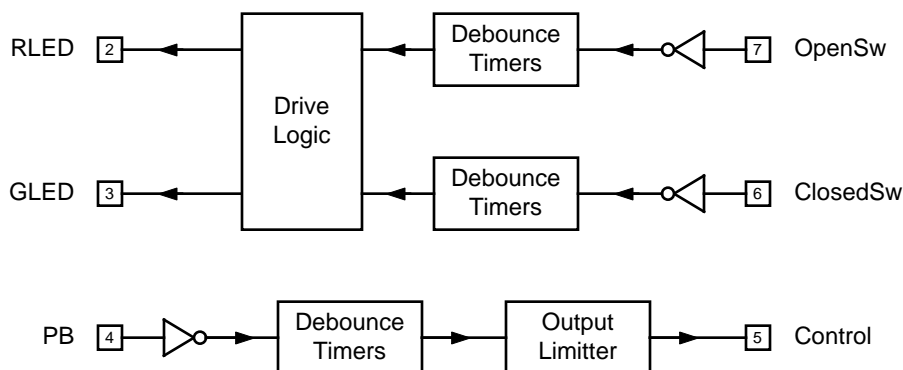 RLED 2 Debounce Timers 7 OpenSw
Drive Logic
GLED 3 Debounce Timers 6 ClosedSw
PB 4 Debounce Timers Output Limitter 5 Control